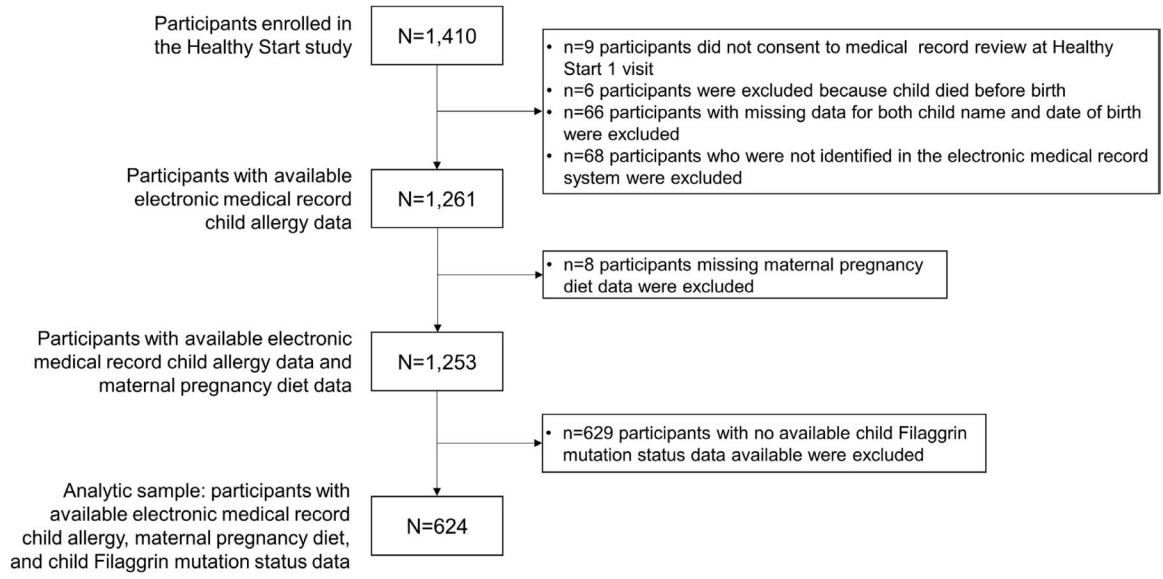 Participants enrolled in
the Healthy Start study
N=1,410
• n=9 participants did not consent to medical record review at Healthy
Start 1 visit
• n=6 participants were excluded because child died before birth
• n=66 participants with missing data for both child name and date of birth
were excluded
• n=68 participants who were not identified in the electronic medical record
system were excluded
Participants with available
electronic medical record
child allergy data
N=1,261
• n=8 participants missing maternal pregnancy
diet data were excluded
Participants with available electronic
medical record child allergy data and
maternal pregnancy diet data
N=1,253
• n=629 participants with no available child Filaggrin
mutation status data available were excluded
Analytic sample: participants with
available electronic medical record
child allergy, maternal pregnancy diet,
and child Filaggrin mutation status data
N=624